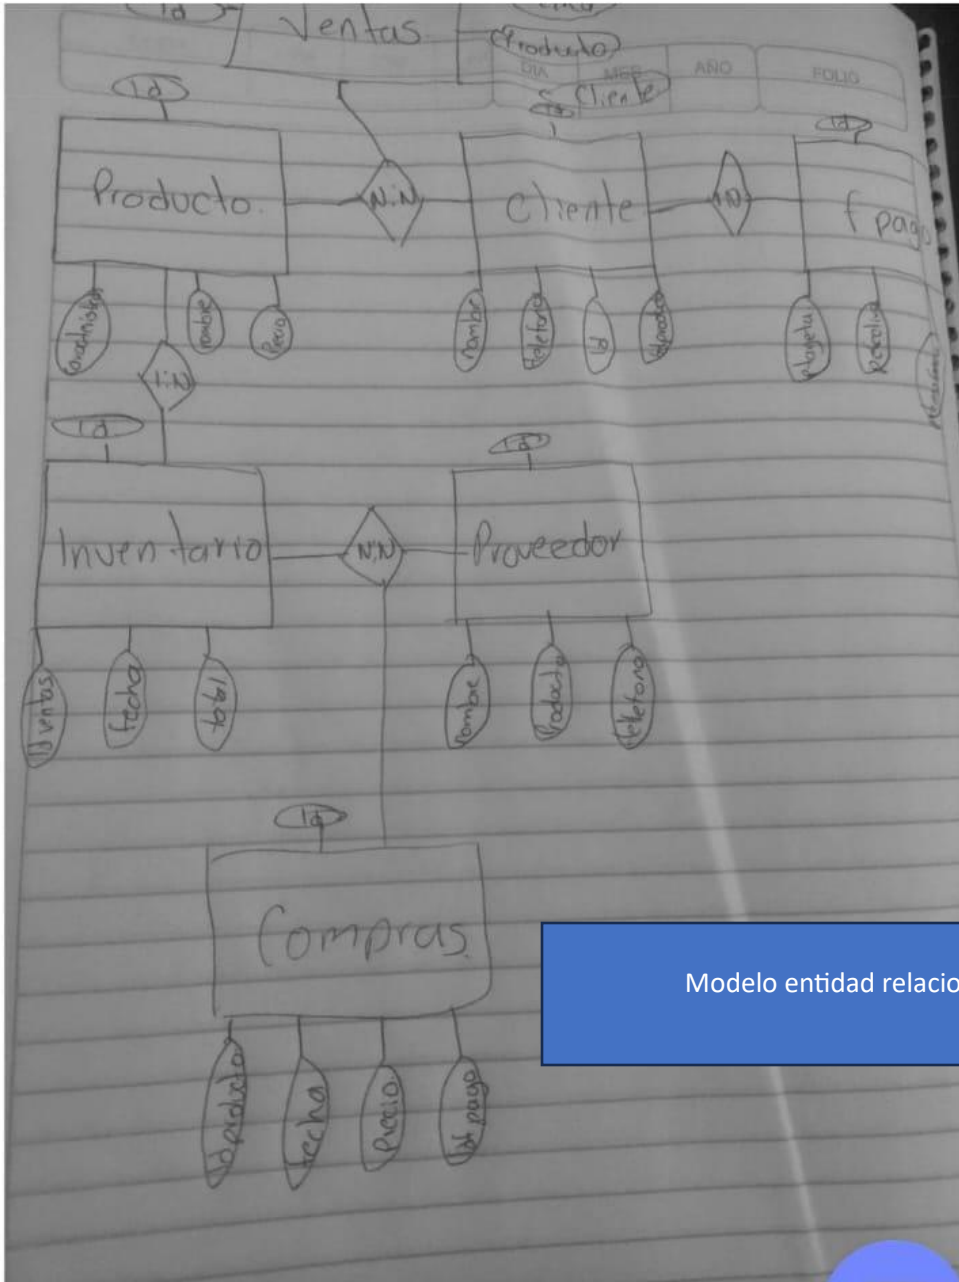 Id
Ventas
Producto
DIA MES AÑO FOLIO
Cliente
Id
Id
Id
Producto.
N:N
Cliente
f pago
nombre
Precio
nombre
telefono
Id
1:N
Id
Id
Inventario
N:N
Proveedor
Id ventas
fecha
total
nombre
Producto
telefono
Id
Compras
Id producto
fecha
Precio
Id pago
Modelo entidad relacio